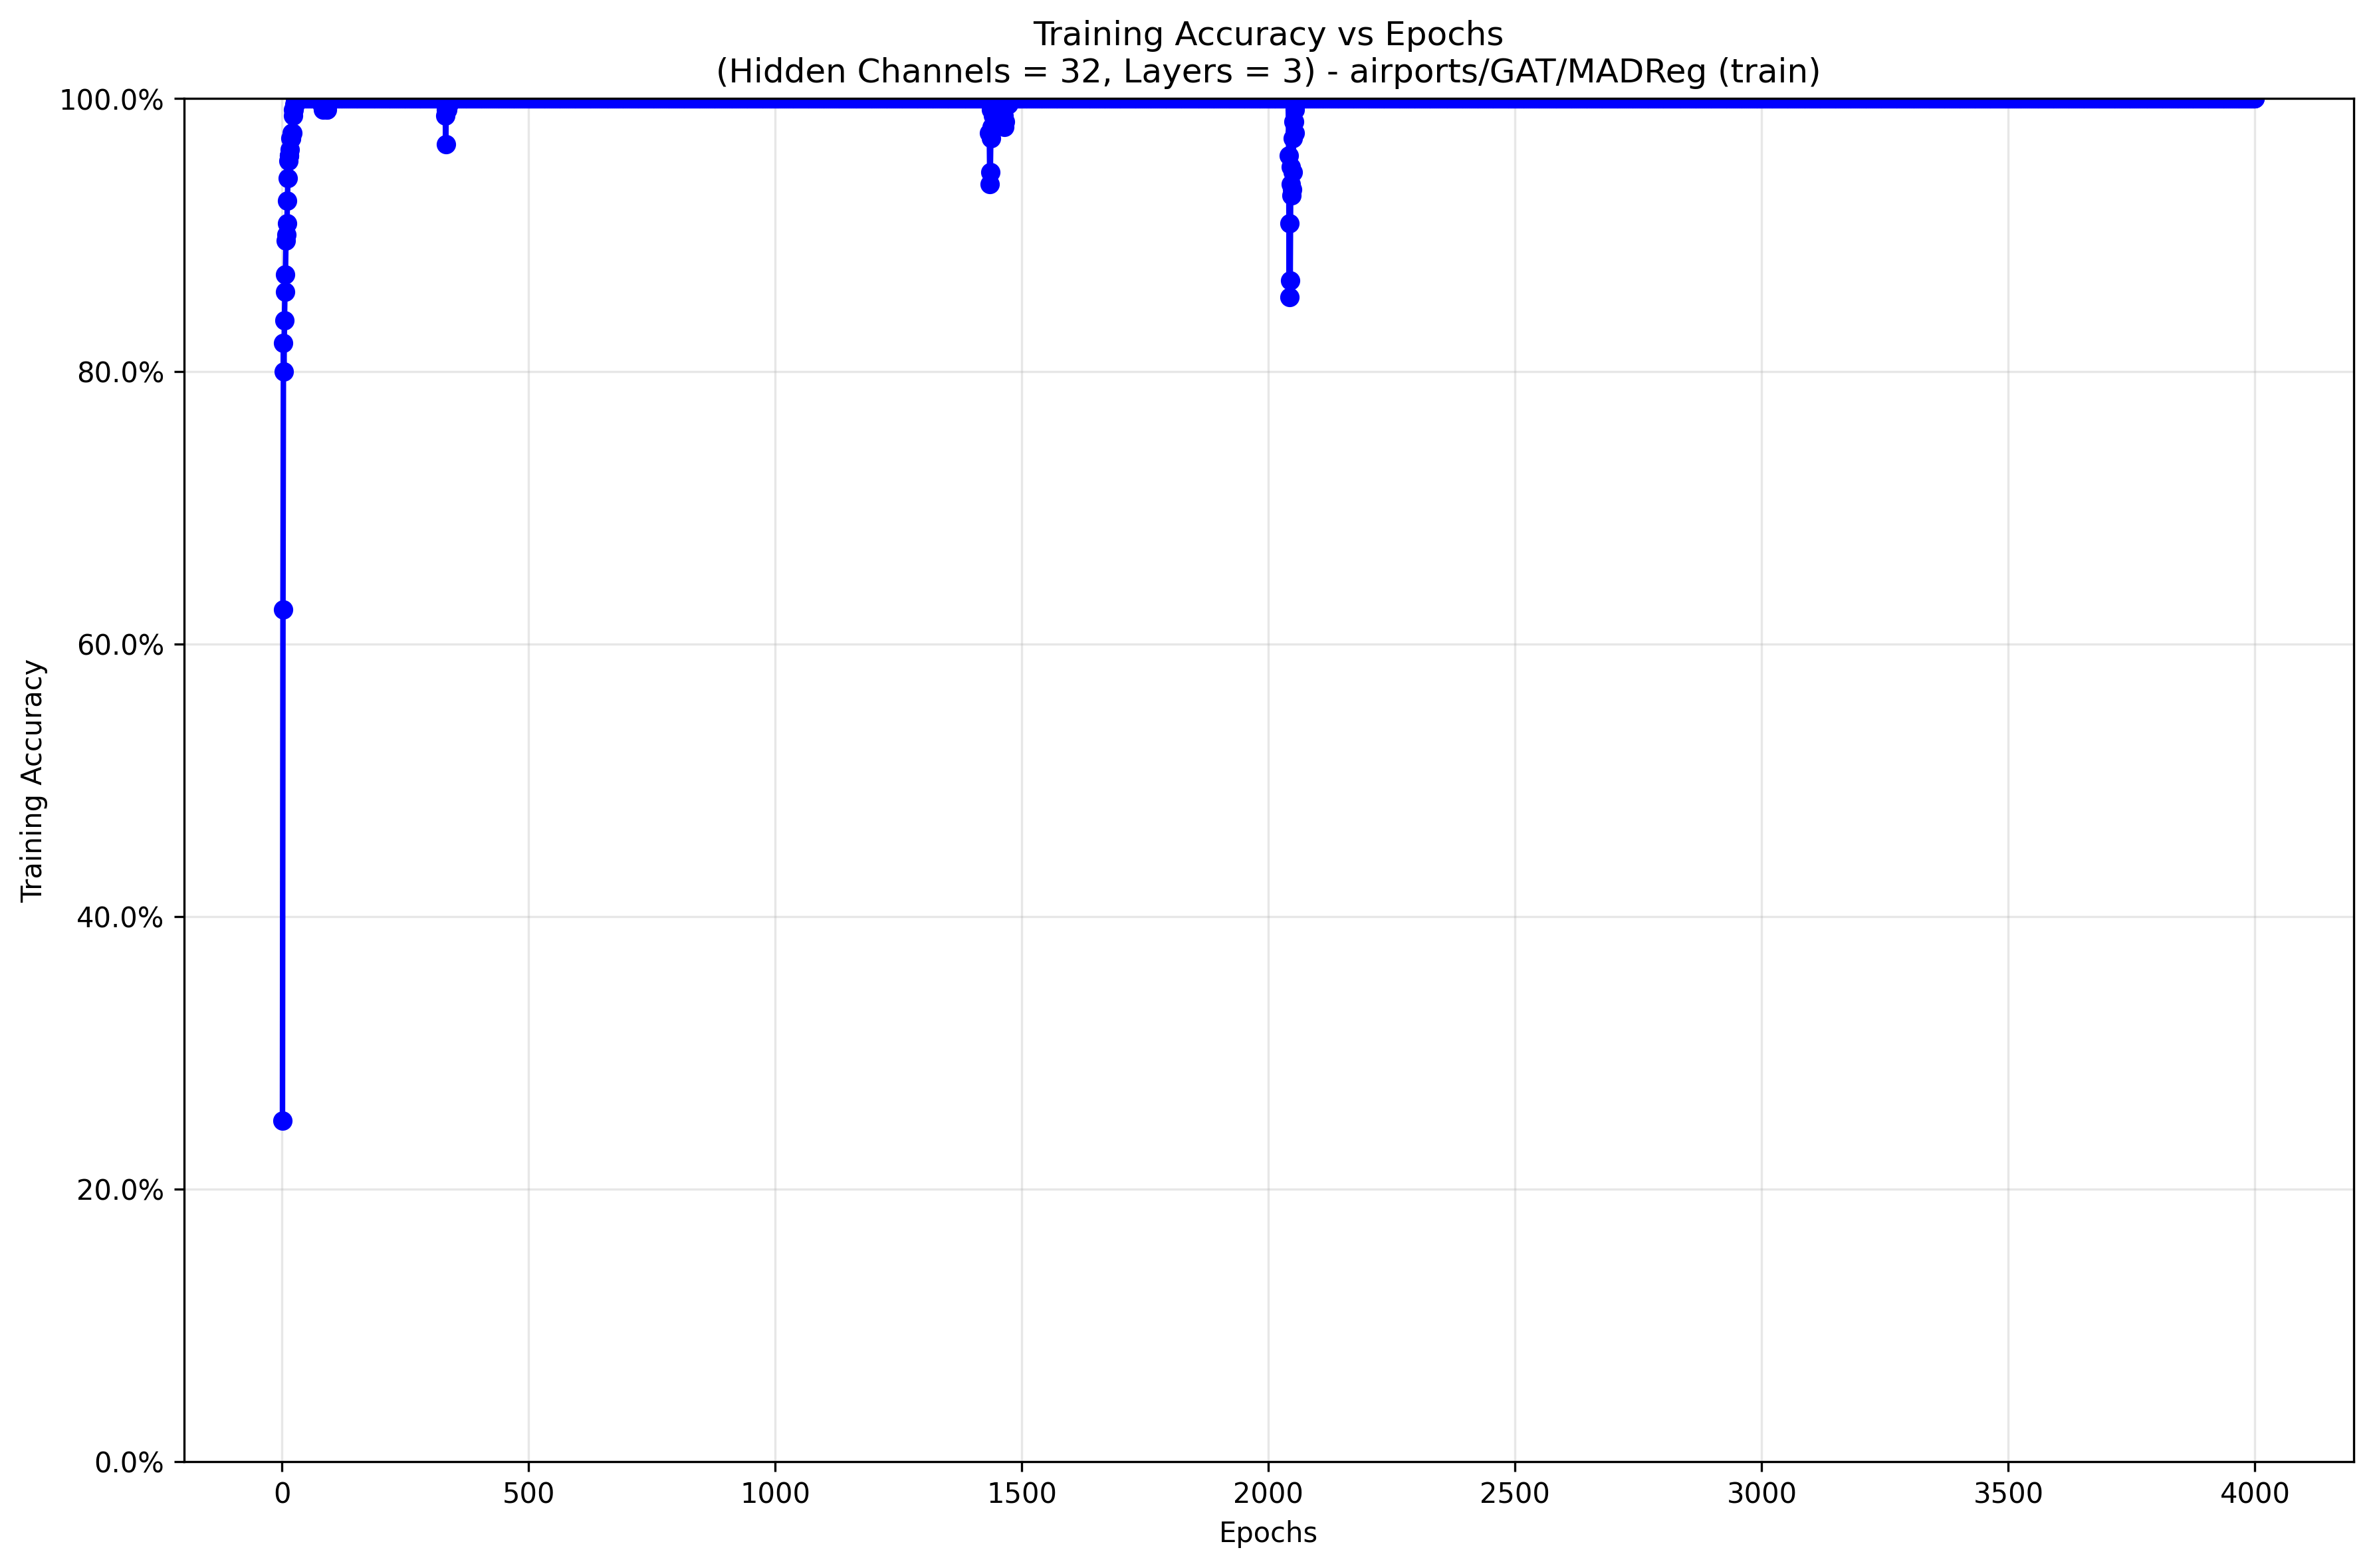 Training Accuracy vs Epochs
(Hidden Channels = 32, Layers = 3) - airports/GAT/MADReg (train)
Training Accuracy
100.0%
80.0%
60.0%
40.0%
20.0%
0.0%
0 500 1000 1500 2000 2500 3000 3500 4000
Epochs